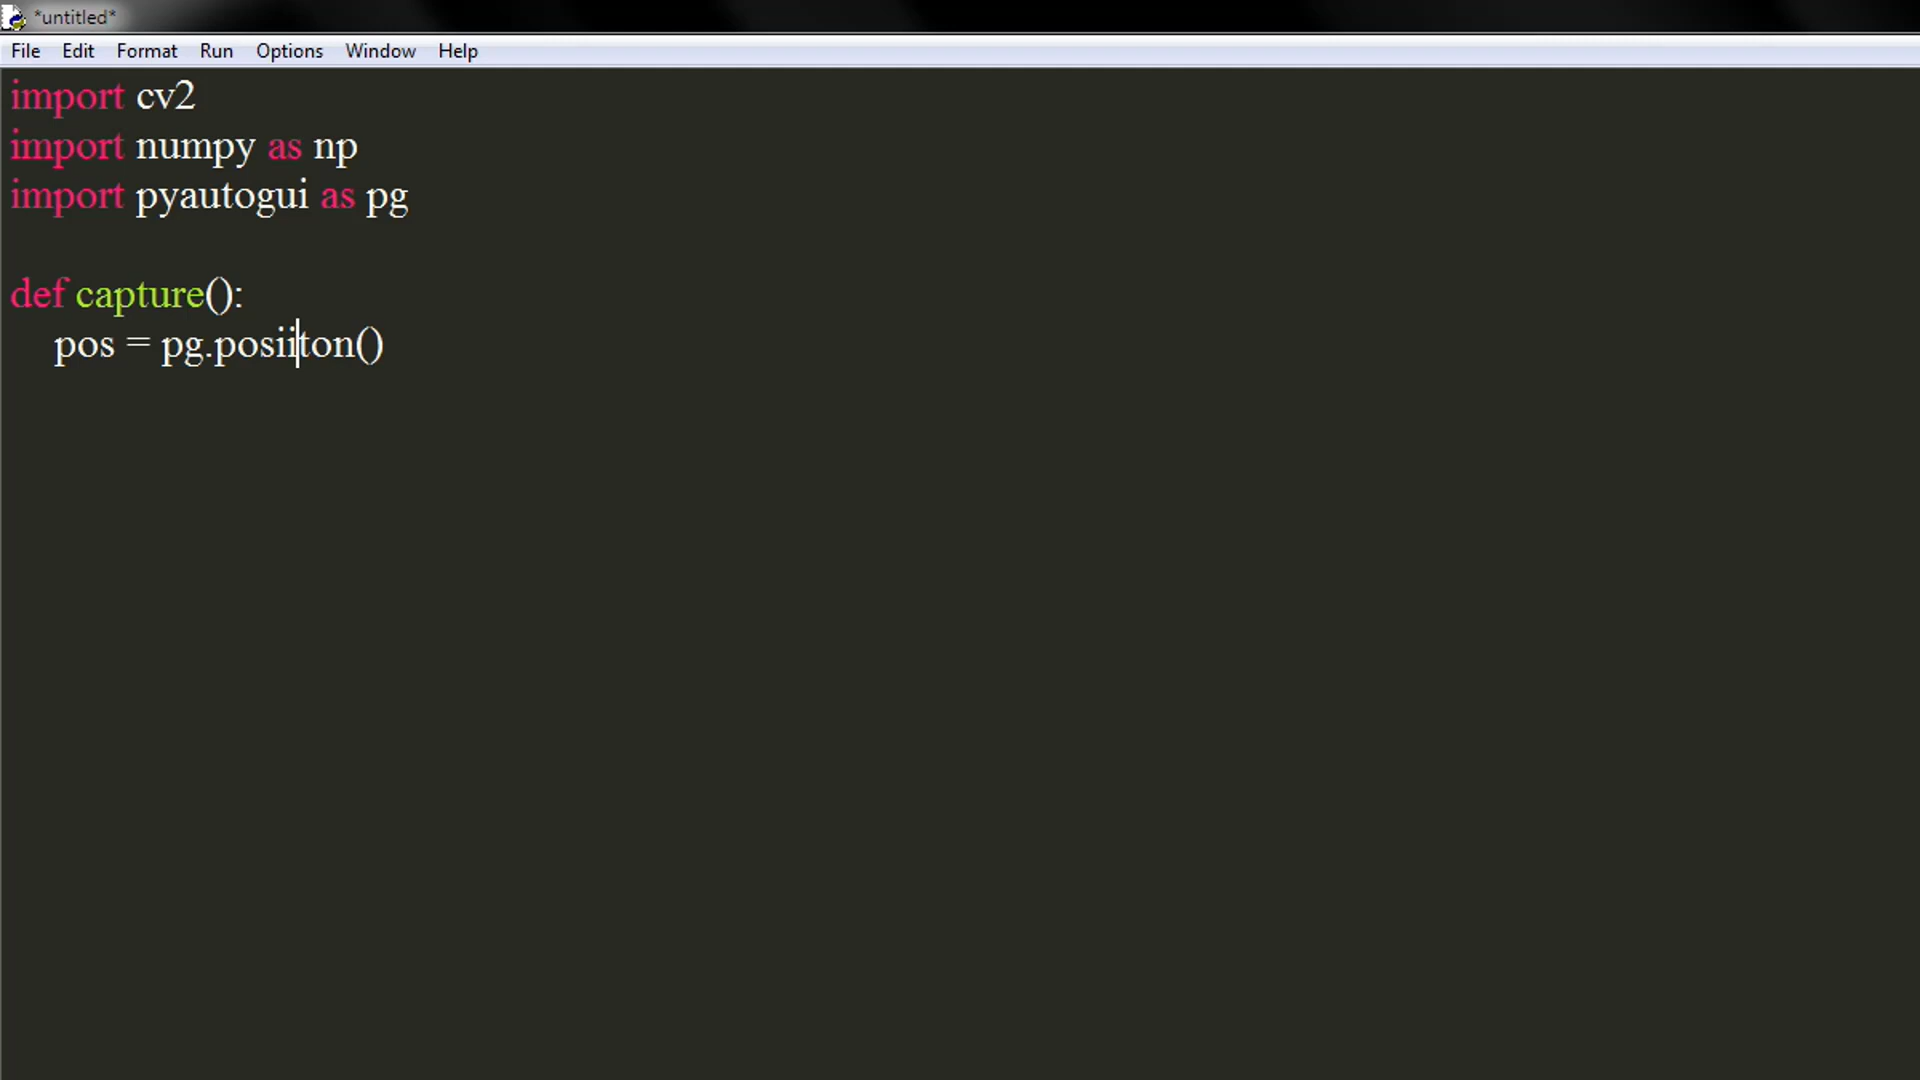 *untitled*
File Edit Format Run Options Window Help
import cv2
import numpy as np
import pyautogui as pg
def capture():
pos = pg.posiiton()